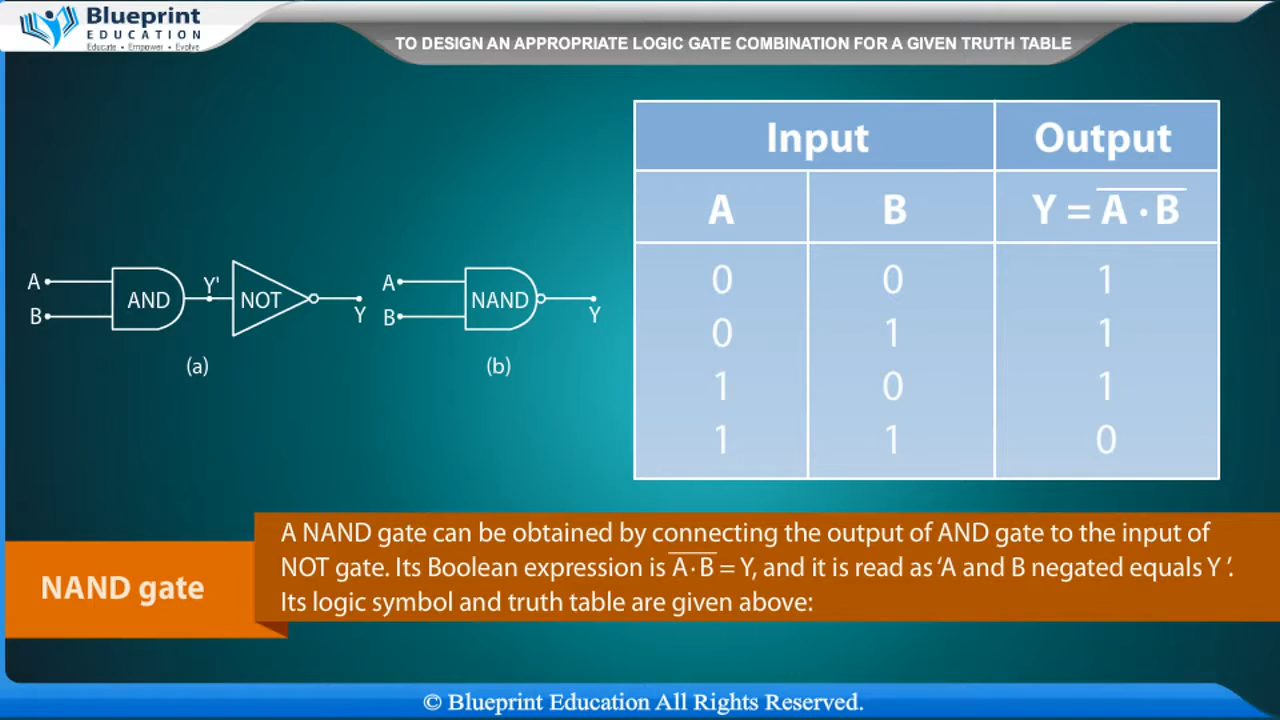 Blueprint
EDUCATION
Educate • Empower • Evolve
TO DESIGN AN APPROPRIATE LOGIC GATE COMBINATION FOR A GIVEN TRUTH TABLE
Input Output
A B Y = A̅ ̅·̅ ̅B̅
0 0 1
0 1 1
1 0 1
1 1 0
A
B
AND
Y'
NOT
Y
(a)
A
B
NAND
Y
(b)
NAND gate
A NAND gate can be obtained by connecting the output of AND gate to the input of
NOT gate. Its Boolean expression is A̅·̅B̅ = Y, and it is read as ‘A and B negated equals Y ’.
Its logic symbol and truth table are given above:
© Blueprint Education All Rights Reserved.